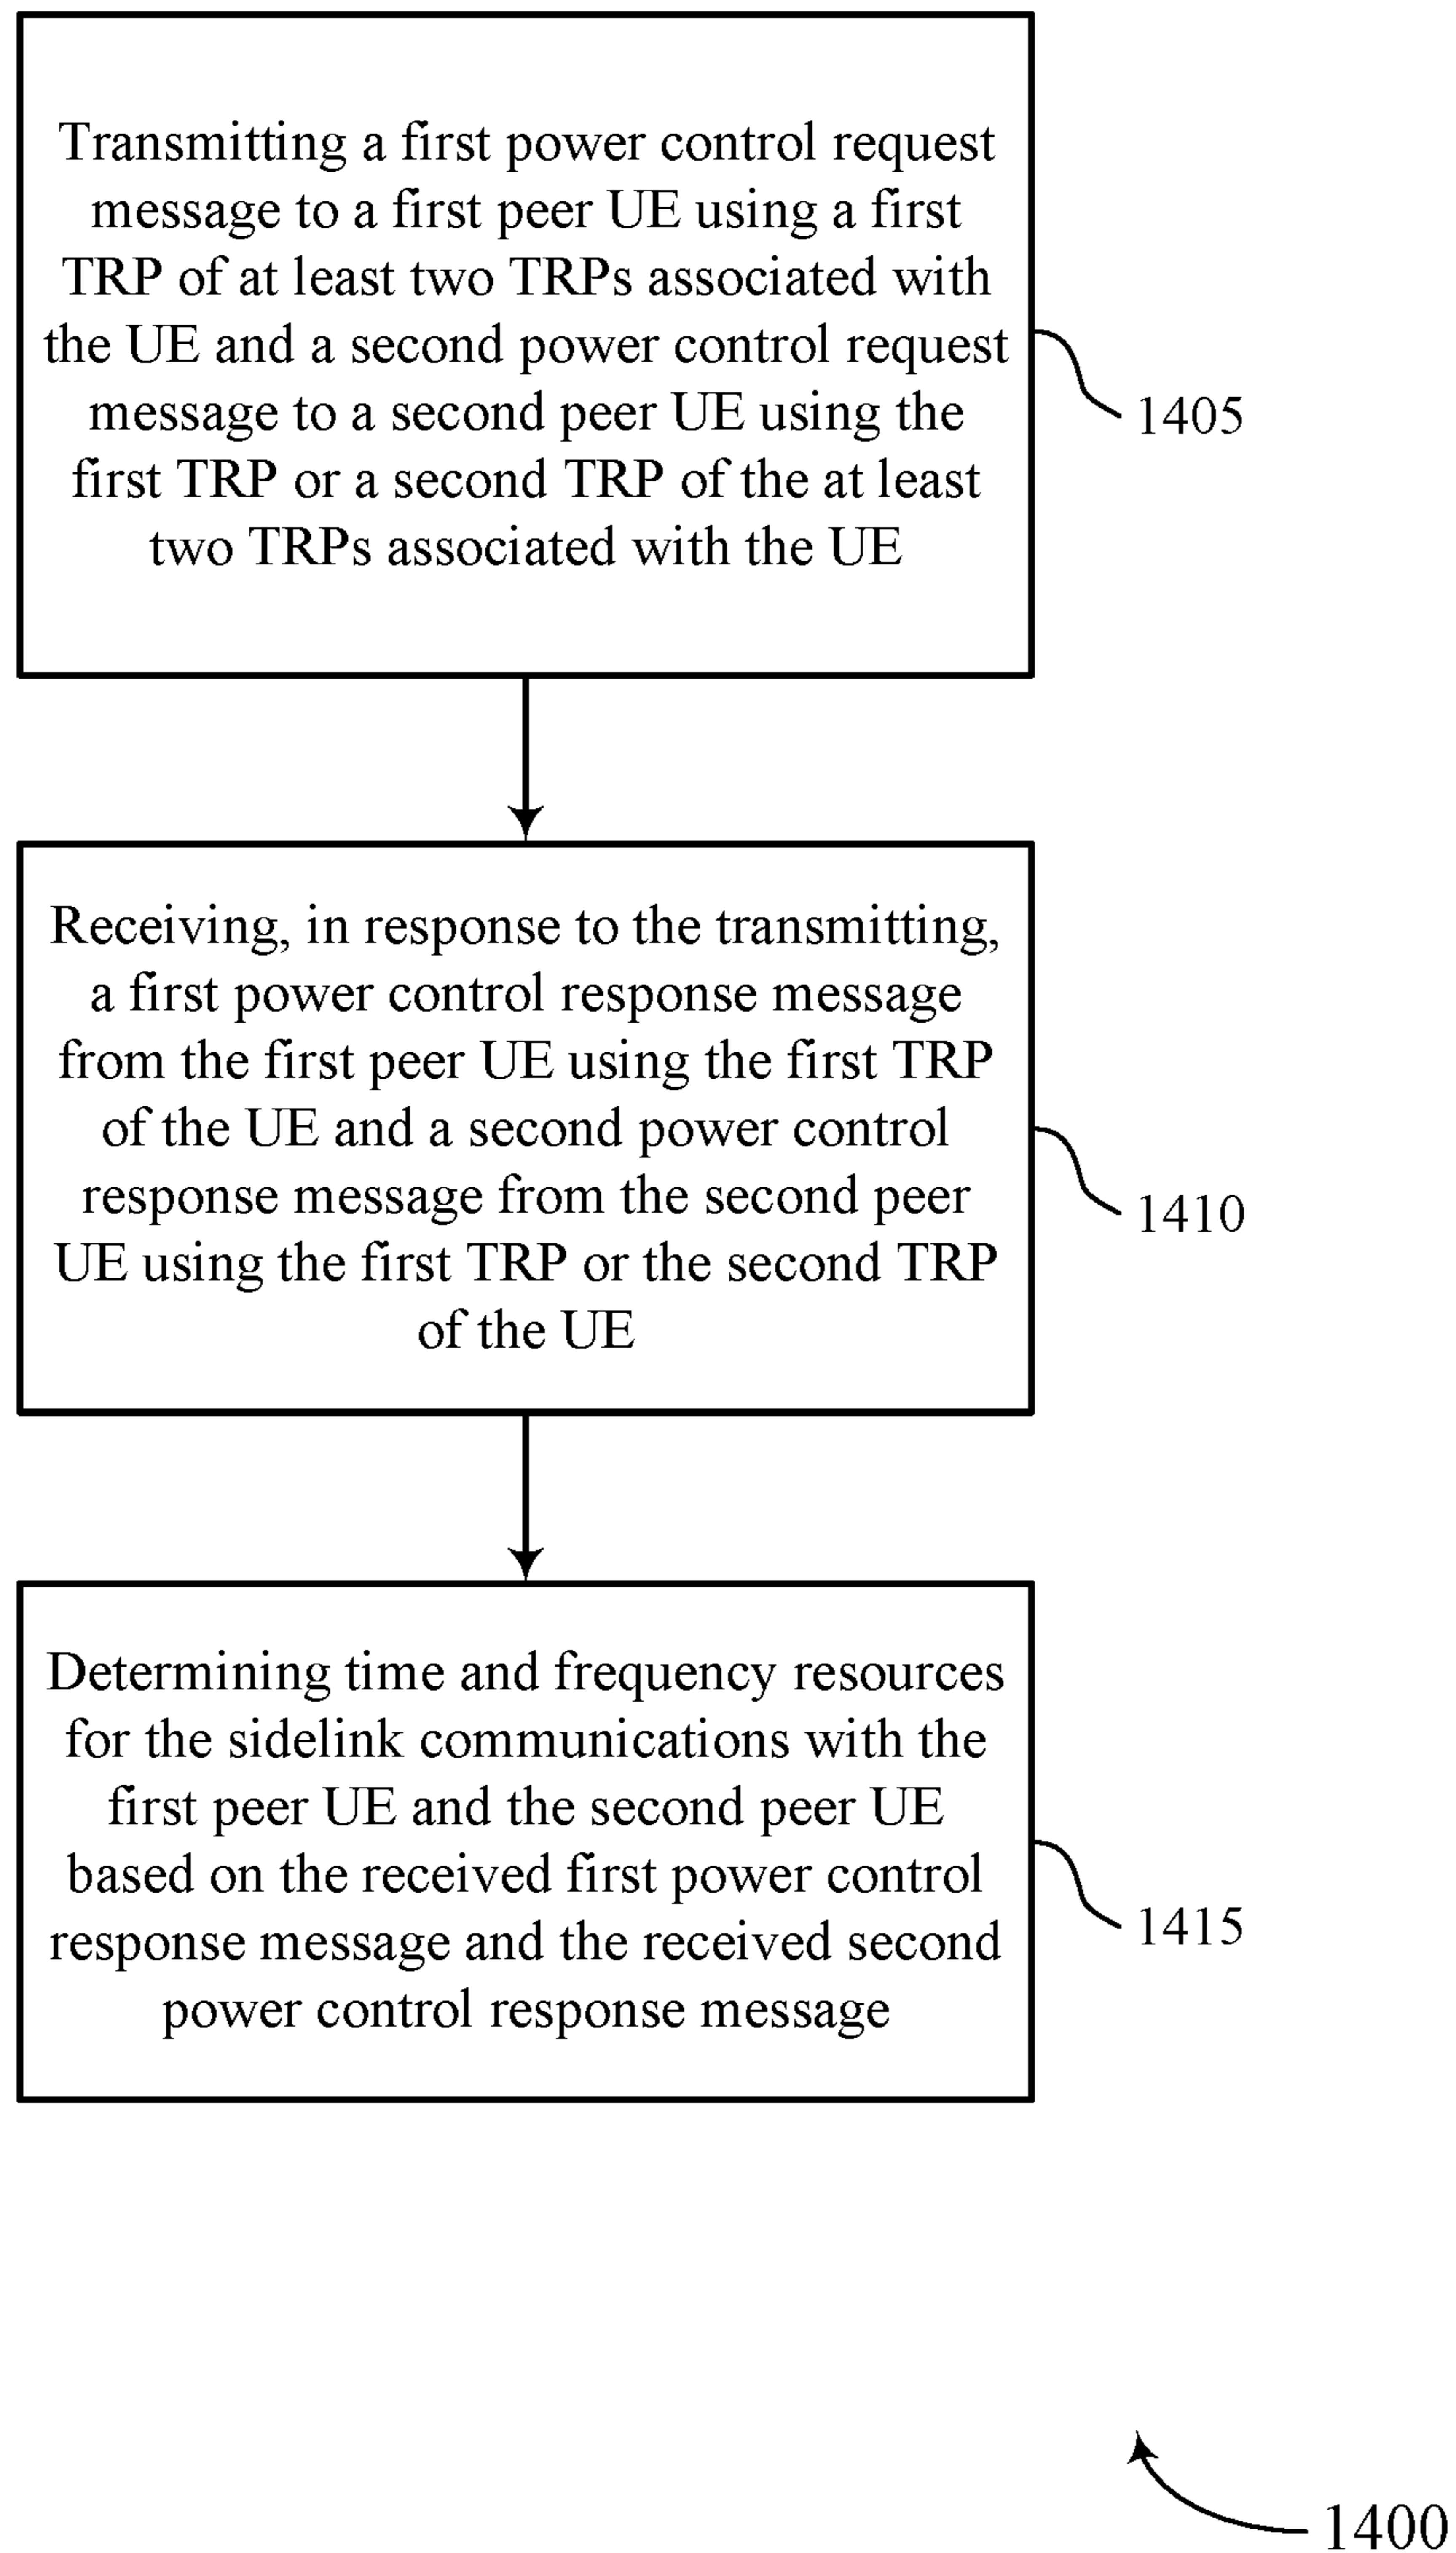 Transmitting a first power control request
message to a first peer UE using a first
TRP of at least two TRPs associated with
the UE and a second power control request
message to a second peer UE using the
first TRP or a second TRP of the at least
two TRPs associated with the UE
1405
Receiving, in response to the transmitting,
a first power control response message
from the first peer UE using the first TRP
of the UE and a second power control
response message from the second peer
UE using the first TRP or the second TRP
of the UE
1410
Determining time and frequency resources
for the sidelink communications with the
first peer UE and the second peer UE
based on the received first power control
response message and the received second
power control response message
1415
1400